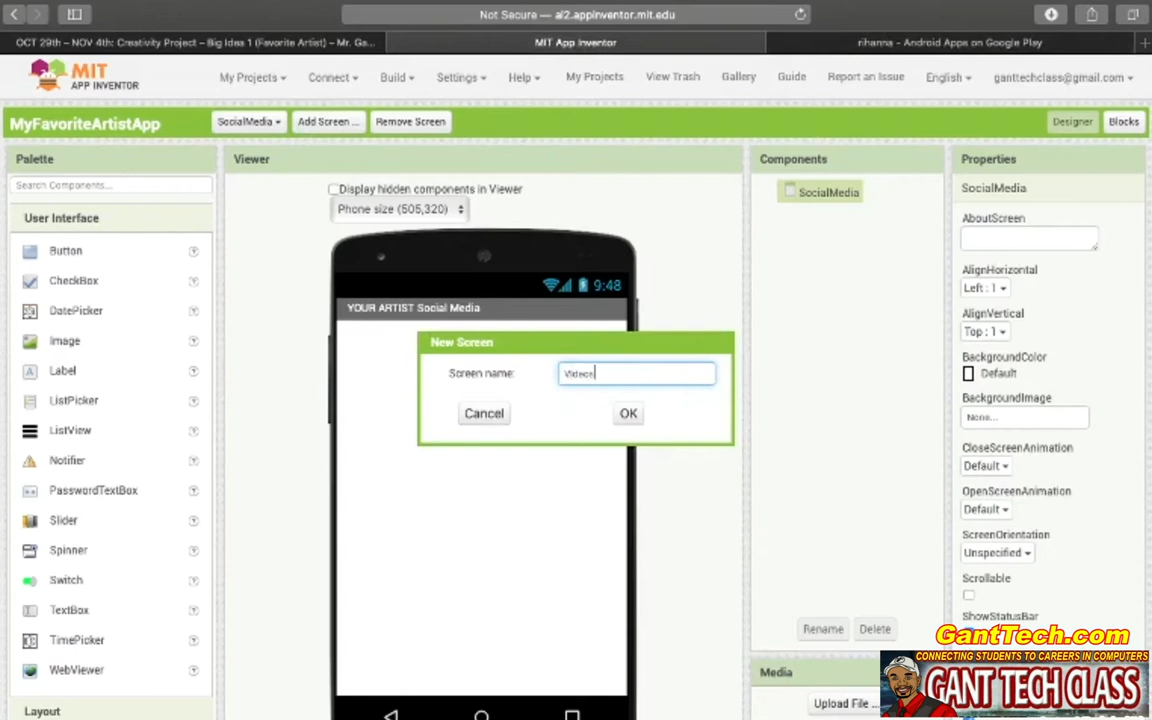 Not Secure — ai2.appinventor.mit.edu
OCT 29th – NOV 4th: Creativity Project – Big Idea 1 (Favorite Artist) – Mr. Ga...
MIT App Inventor
rihanna – Android Apps on Google Play
MIT
APP INVENTOR
My Projects
Connect
Build
Settings
Help
My Projects
View Trash
Gallery
Guide
Report an Issue
English
ganttechclass@gmail.com
MyFavoriteArtistApp
SocialMedia
Add Screen ...
Remove Screen
Designer
Blocks
Palette
Viewer
Components
Properties
Search Components...
User Interface
Button
CheckBox
DatePicker
Image
Label
ListPicker
ListView
Notifier
PasswordTextBox
Slider
Spinner
Switch
TextBox
TimePicker
WebViewer
Layout
Display hidden components in Viewer
Phone size (505,320)
9:48
YOUR ARTIST Social Media
New Screen
Screen name:
Videos
Cancel
OK
SocialMedia
Rename
Delete
Media
Upload File ...
SocialMedia
AboutScreen
AlignHorizontal
Left : 1
AlignVertical
Top : 1
BackgroundColor
Default
BackgroundImage
None...
CloseScreenAnimation
Default
OpenScreenAnimation
Default
ScreenOrientation
Unspecified
Scrollable
ShowStatusBar
GantTech.com
CONNECTING STUDENTS TO CAREERS IN COMPUTERS
GANT TECH CLASS